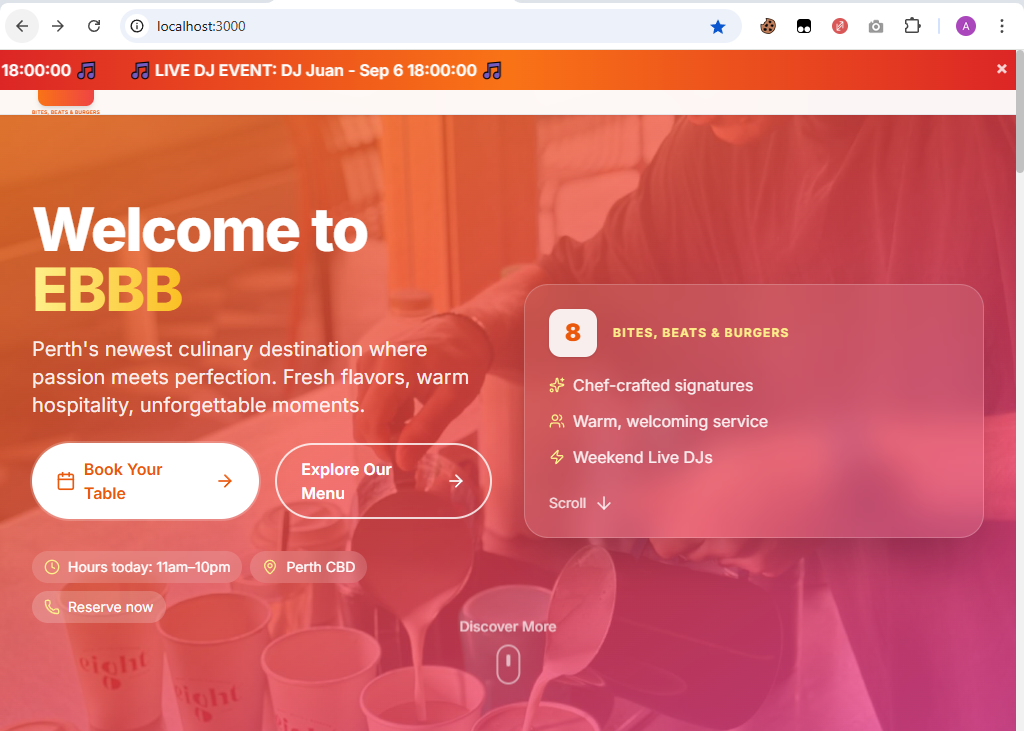 localhost:3000
A
18:00:00 🎵 🎵 LIVE DJ EVENT: DJ Juan - Sep 6 18:00:00 🎵 ×
BITES, BEATS & BURGERS
Welcome to
EBBB
Perth's newest culinary destination where
passion meets perfection. Fresh flavors, warm
hospitality, unforgettable moments.
Book Your
Table
Explore Our
Menu
Hours today: 11am–10pm
Perth CBD
Reserve now
8
BITES, BEATS & BURGERS
Chef-crafted signatures
Warm, welcoming service
Weekend Live DJs
Scroll
Discover More
eight
eight